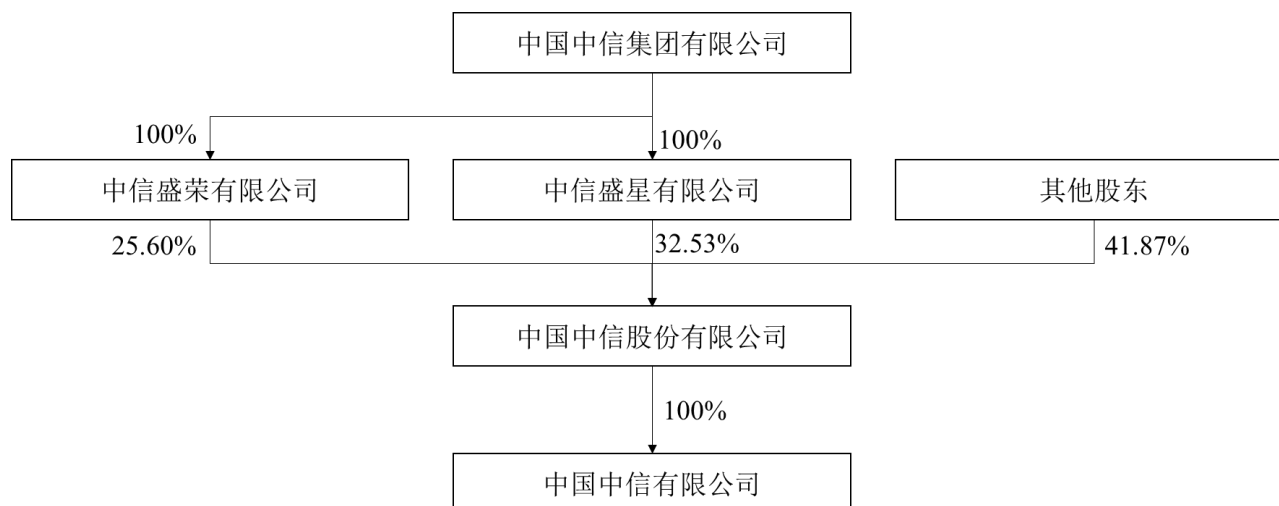 中国中信集团有限公司
100%
100%
中信盛荣有限公司
中信盛星有限公司
其他股东
25.60%
32.53%
41.87%
中国中信股份有限公司
100%
中国中信有限公司